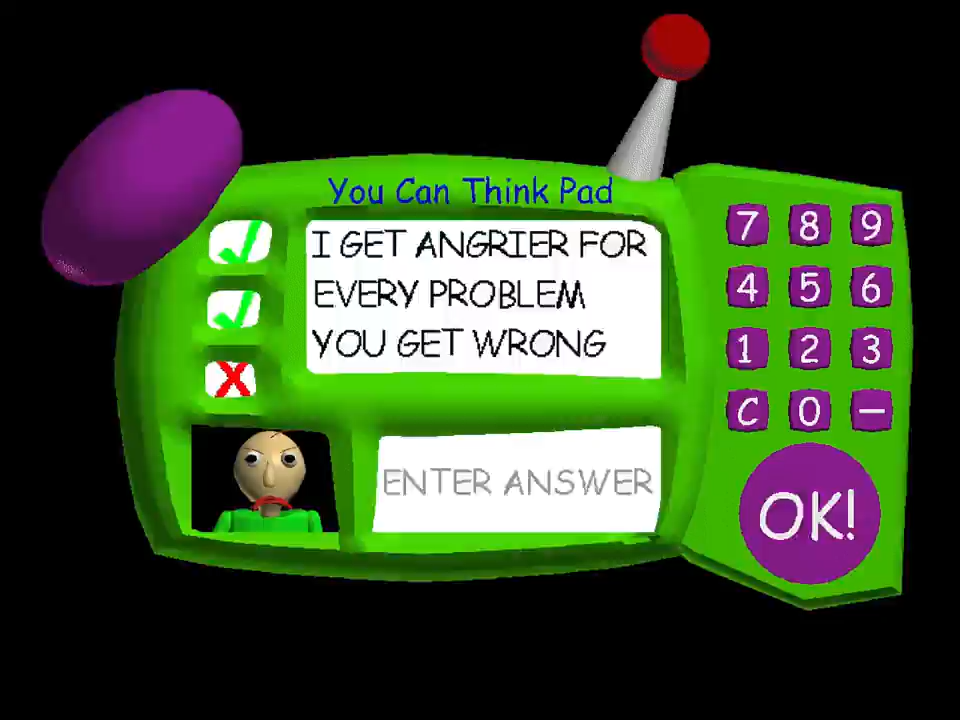 You Can Think Pad
I GET ANGRIER FOR
EVERY PROBLEM
YOU GET WRONG
ENTER ANSWER
7 8 9
4 5 6
1 2 3
C 0 −
OK!